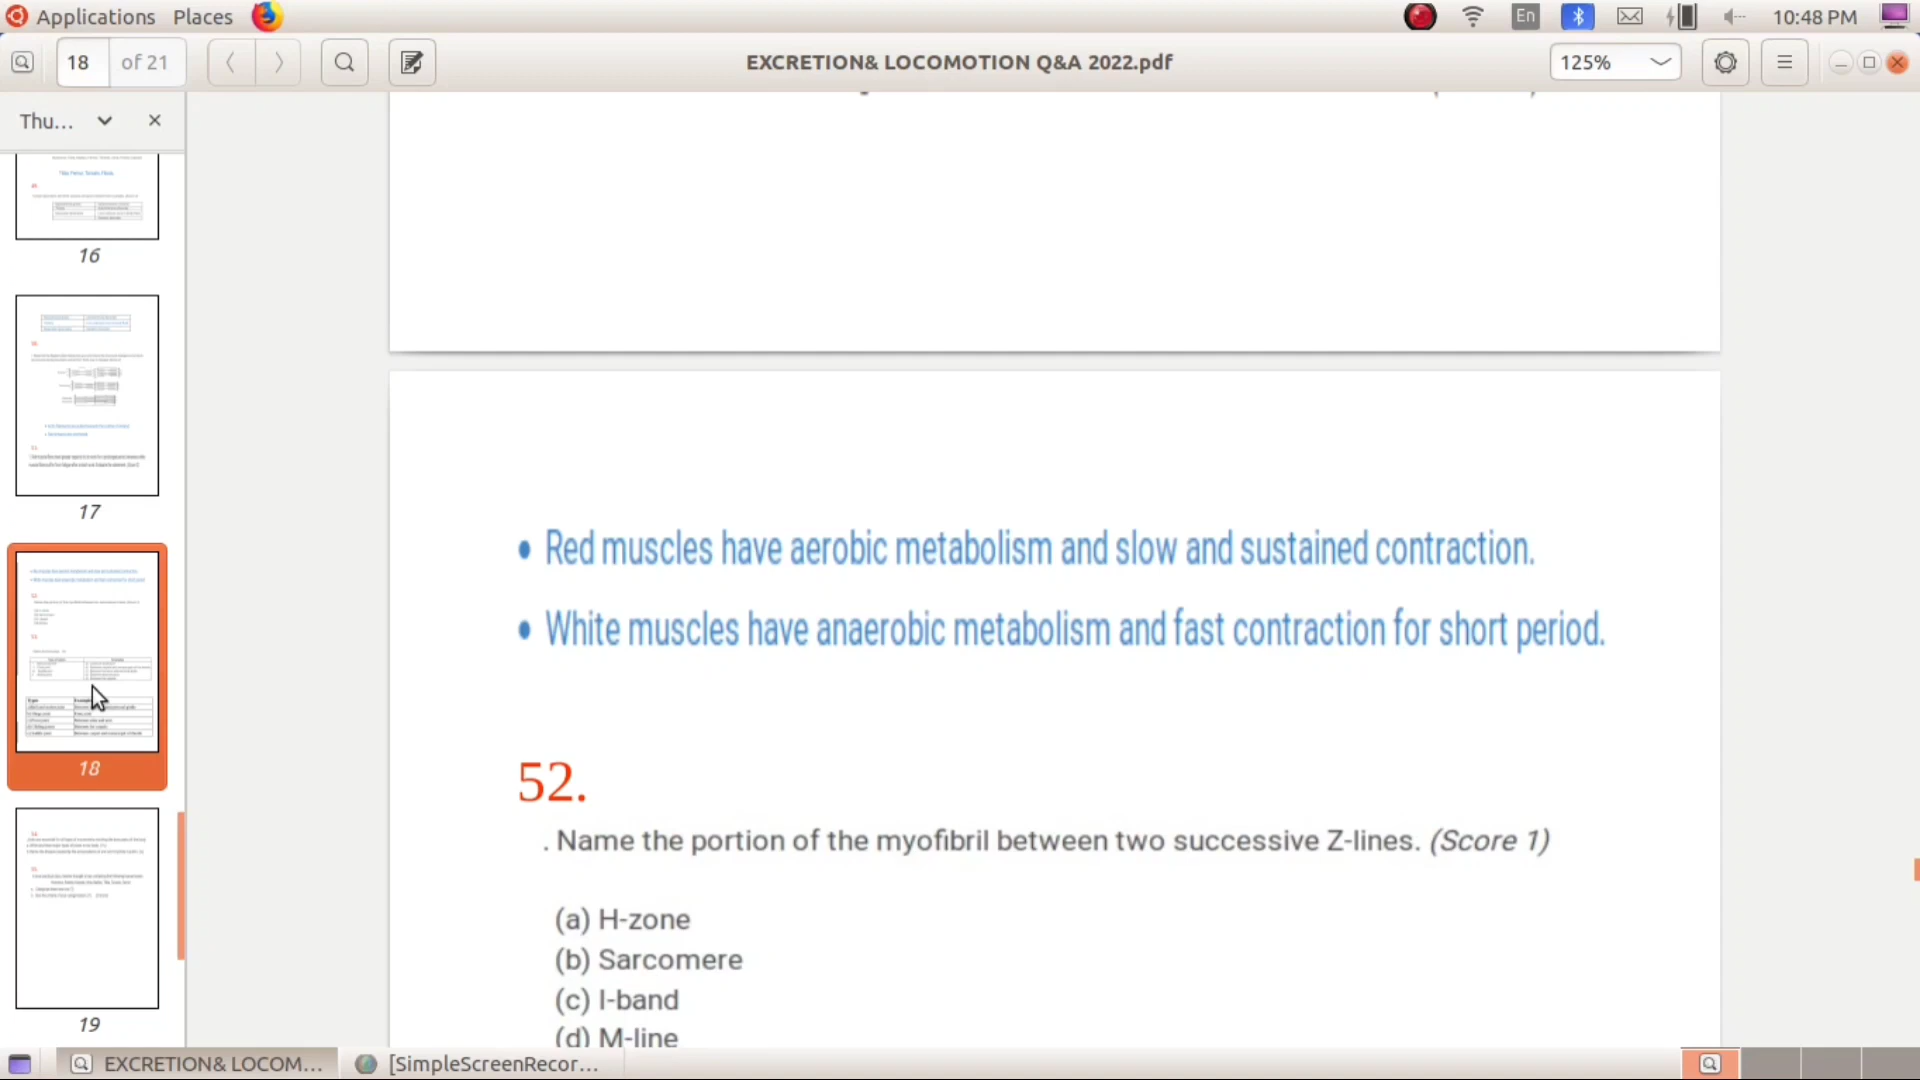 Applications Places
En
10:48 PM
18 of 21
EXCRETION& LOCOMOTION Q&A 2022.pdf
125%
Thu...
16
17
18
19
• Red muscles have aerobic metabolism and slow and sustained contraction.
• White muscles have anaerobic metabolism and fast contraction for short period.
52.
. Name the portion of the myofibril between two successive Z-lines. (Score 1)
(a) H-zone
(b) Sarcomere
(c) I-band
(d) M-line
EXCRETION& LOCOM...
[SimpleScreenRecor...